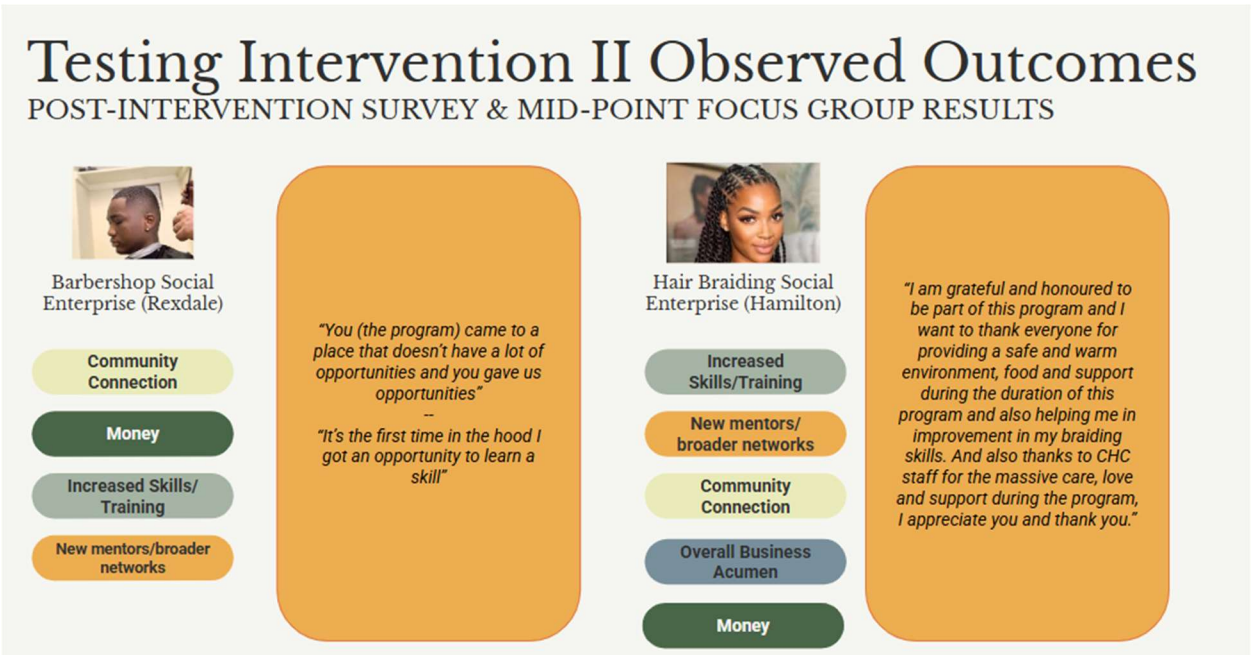 Testing Intervention II Observed Outcomes
POST-INTERVENTION SURVEY & MID-POINT FOCUS GROUP RESULTS
Barbershop Social
Enterprise (Rexdale)
Community
Connection
Money
Increased Skills/
Training
New mentors/broader
networks
“You (the program) came to a
place that doesn’t have a lot of
opportunities and you gave us
opportunities”
--
“It’s the first time in the hood I
got an opportunity to learn a
skill”
Hair Braiding Social
Enterprise (Hamilton)
Increased
Skills/Training
New mentors/
broader networks
Community
Connection
Overall Business
Acumen
Money
“I am grateful and honoured to
be part of this program and I
want to thank everyone for
providing a safe and warm
environment, food and support
during the duration of this
program and also helping me in
improvement in my braiding
skills. And also thanks to CHC
staff for the massive care, love
and support during the program,
I appreciate you and thank you.”